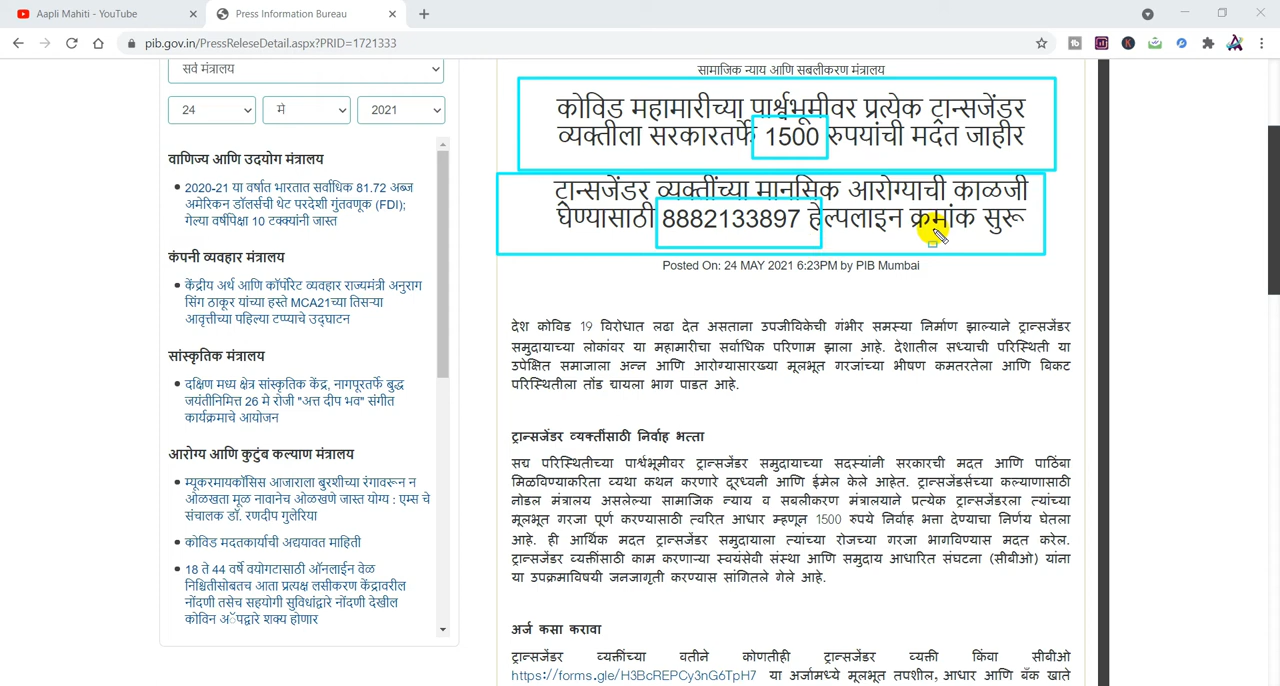 Aapli Mahiti - YouTube
Press Information Bureau
pib.gov.in/PressReleseDetail.aspx?PRID=1721333
सर्व मंत्रालय
24
मे
2021
वाणिज्य आणि उदयोग मंत्रालय
2020-21 या वर्षात भारतात सर्वाधिक 81.72 अब्ज
अमेरिकन डॉलर्सची थेट परदेशी गुंतवणूक (FDI);
गेल्या वर्षापेक्षा 10 टक्क्यांनी जास्त
कंपनी व्यवहार मंत्रालय
केंद्रीय अर्थ आणि कॉर्पोरेट व्यवहार राज्यमंत्री अनुराग
सिंग ठाकूर यांच्या हस्ते MCA21च्या तिसऱ्या
आवृत्तीच्या पहिल्या टप्प्याचे उद्घाटन
सांस्कृतिक मंत्रालय
दक्षिण मध्य क्षेत्र सांस्कृतिक केंद्र, नागपूरतर्फे बुद्ध
जयंतीनिमित्त 26 मे रोजी "अत्त दीप भव" संगीत
कार्यक्रमाचे आयोजन
आरोग्य आणि कुटुंब कल्याण मंत्रालय
म्यूकरमायकॉसिस आजाराला बुरशीच्या रंगावरून न
ओळखता मूळ नावानेच ओळखणे जास्त योग्य : एम्स चे
संचालक डॉ. रणदीप गुलेरिया
कोविड मदतकार्याची अद्ययावत माहिती
18 ते 44 वर्षे वयोगटासाठी ऑनलाईन वेळ
निश्चितीसोबतच आता प्रत्यक्ष लसीकरण केंद्रावरील
नोंदणी तसेच सहयोगी सुविधांद्वारे नोंदणी देखील
कोविन अॅपद्वारे शक्य होणार
सामाजिक न्याय आणि सबलीकरण मंत्रालय
कोविड महामारीच्या पार्श्वभूमीवर प्रत्येक ट्रान्सजेंडर
व्यक्तीला सरकारतर्फे 1500 रुपयांची मदत जाहीर
ट्रान्सजेंडर व्यक्तींच्या मानसिक आरोग्याची काळजी
घेण्यासाठी 8882133897 हेल्पलाइन क्रमांक सुरू
Posted On: 24 MAY 2021 6:23PM by PIB Mumbai
देश कोविड 19 विरोधात लढा देत असताना उपजीविकेची गंभीर समस्या निर्माण झाल्याने ट्रान्सजेंडर
समुदायाच्या लोकांवर या महामारीचा सर्वाधिक परिणाम झाला आहे. देशातील सध्याची परिस्थिती या
उपेक्षित समाजाला अन्न आणि आरोग्यासारख्या मूलभूत गरजांच्या भीषण कमतरतेला आणि बिकट
परिस्थितीला तोंड द्यायला भाग पाडत आहे.
ट्रान्सजेंडर व्यक्तींसाठी निर्वाह भत्ता
सद्य परिस्थितीच्या पार्श्वभूमीवर ट्रान्सजेंडर समुदायाच्या सदस्यांनी सरकारची मदत आणि पाठिंबा
मिळविण्याकरिता व्यथा कथन करणारे दूरध्वनी आणि ईमेल केले आहेत. ट्रान्सजेंडर्सच्या कल्याणासाठी
नोडल मंत्रालय असलेल्या सामाजिक न्याय व सबलीकरण मंत्रालयाने प्रत्येक ट्रान्सजेंडरला त्यांच्या
मूलभूत गरजा पूर्ण करण्यासाठी त्वरित आधार म्हणून 1500 रुपये निर्वाह भत्ता देण्याचा निर्णय घेतला
आहे. ही आर्थिक मदत ट्रान्सजेंडर समुदायाला त्यांच्या रोजच्या गरजा भागविण्यास मदत करेल.
ट्रान्सजेंडर व्यक्तींसाठी काम करणाऱ्या स्वयंसेवी संस्था आणि समुदाय आधारित संघटना (सीबीओ) यांना
या उपक्रमाविषयी जनजागृती करण्यास सांगितले गेले आहे.
अर्ज कसा करावा
ट्रान्सजेंडर व्यक्तींच्या वतीने कोणतीही ट्रान्सजेंडर व्यक्ती किंवा सीबीओ
https://forms.gle/H3BcREPCy3nG6TpH7 या अर्जामध्ये मूलभूत तपशील, आधार आणि बँक खाते